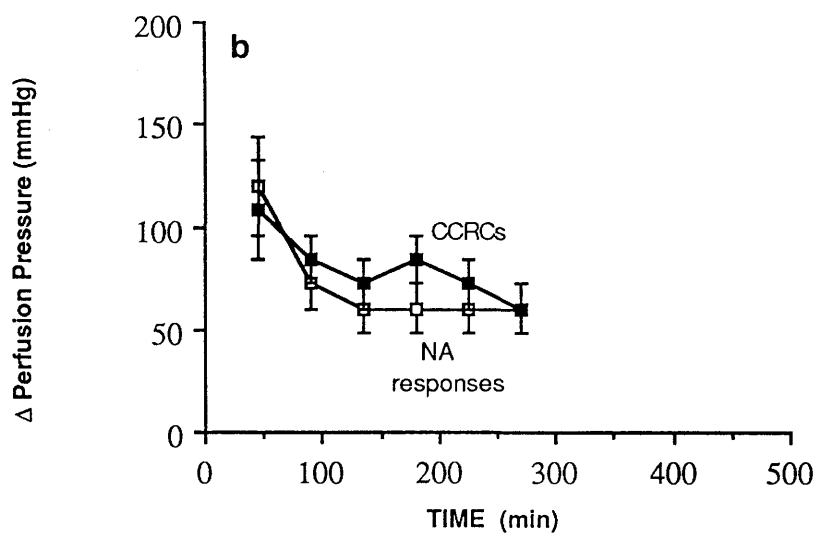 b
Δ Perfusion Pressure (mmHg)
200
150
100
50
0
CCRCs
NA
responses
0 100 200 300 400 500
TIME (min)